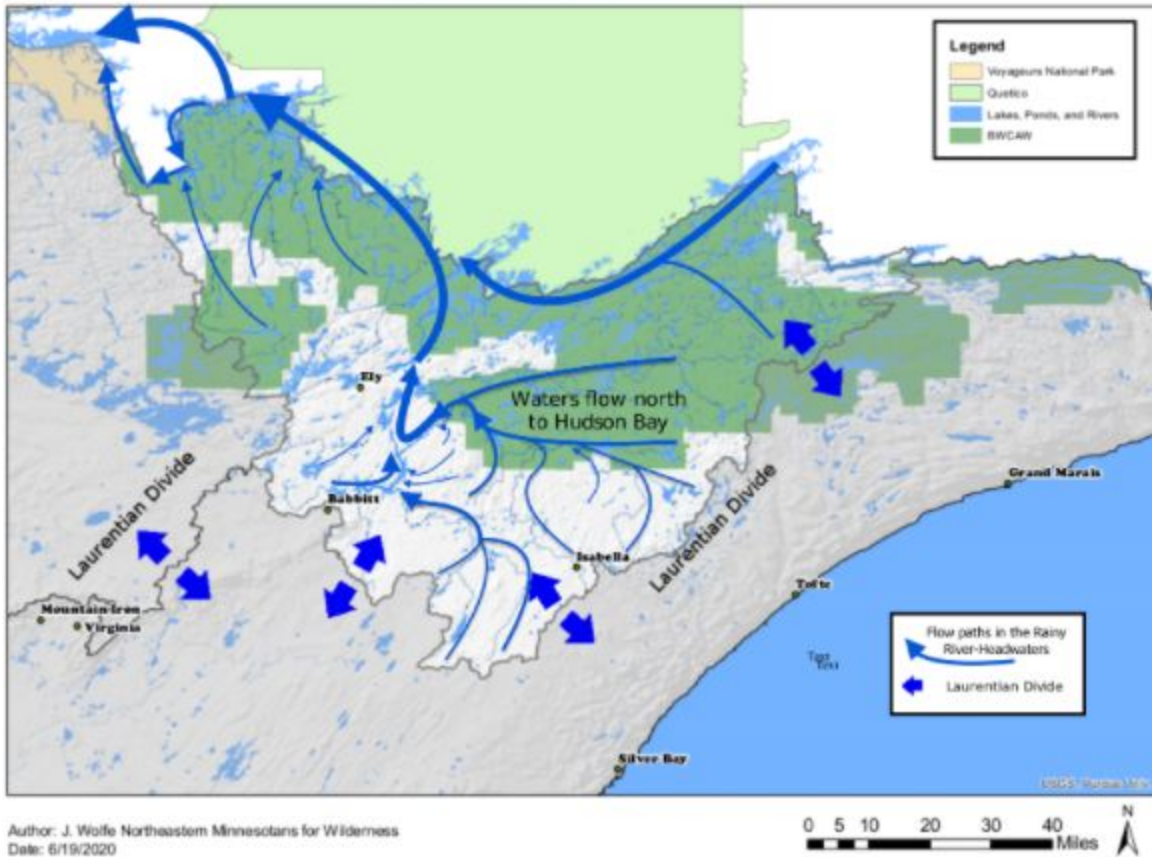 Legend
Voyageurs National Park
Quetico
Lakes, Ponds, and Rivers
BWCAW
Ely
Waters flow north
to Hudson Bay
Laurentian Divide
Babbitt
Grand Marais
Laurentian Divide
Isabella
Tofte
Mountain Iron
Virginia
Flow paths in the Rainy
River-Headwaters
Laurentian Divide
Text
Text
Silver Bay
Author: J. Wolfe Northeastern Minnesotans for Wilderness
Date: 6/19/2020
0 5 10 20 30 40
Miles
N